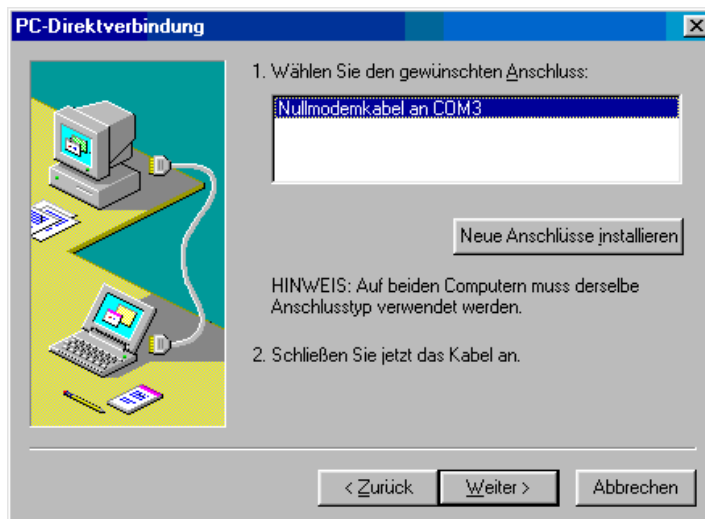 PC-Direktverbindung
1. Wählen Sie den gewünschten Anschluss:
Nullmodemkabel an COM3
Neue Anschlüsse installieren
HINWEIS: Auf beiden Computern muss derselbe
Anschlusstyp verwendet werden.
2. Schließen Sie jetzt das Kabel an.
< Zurück
Weiter >
Abbrechen